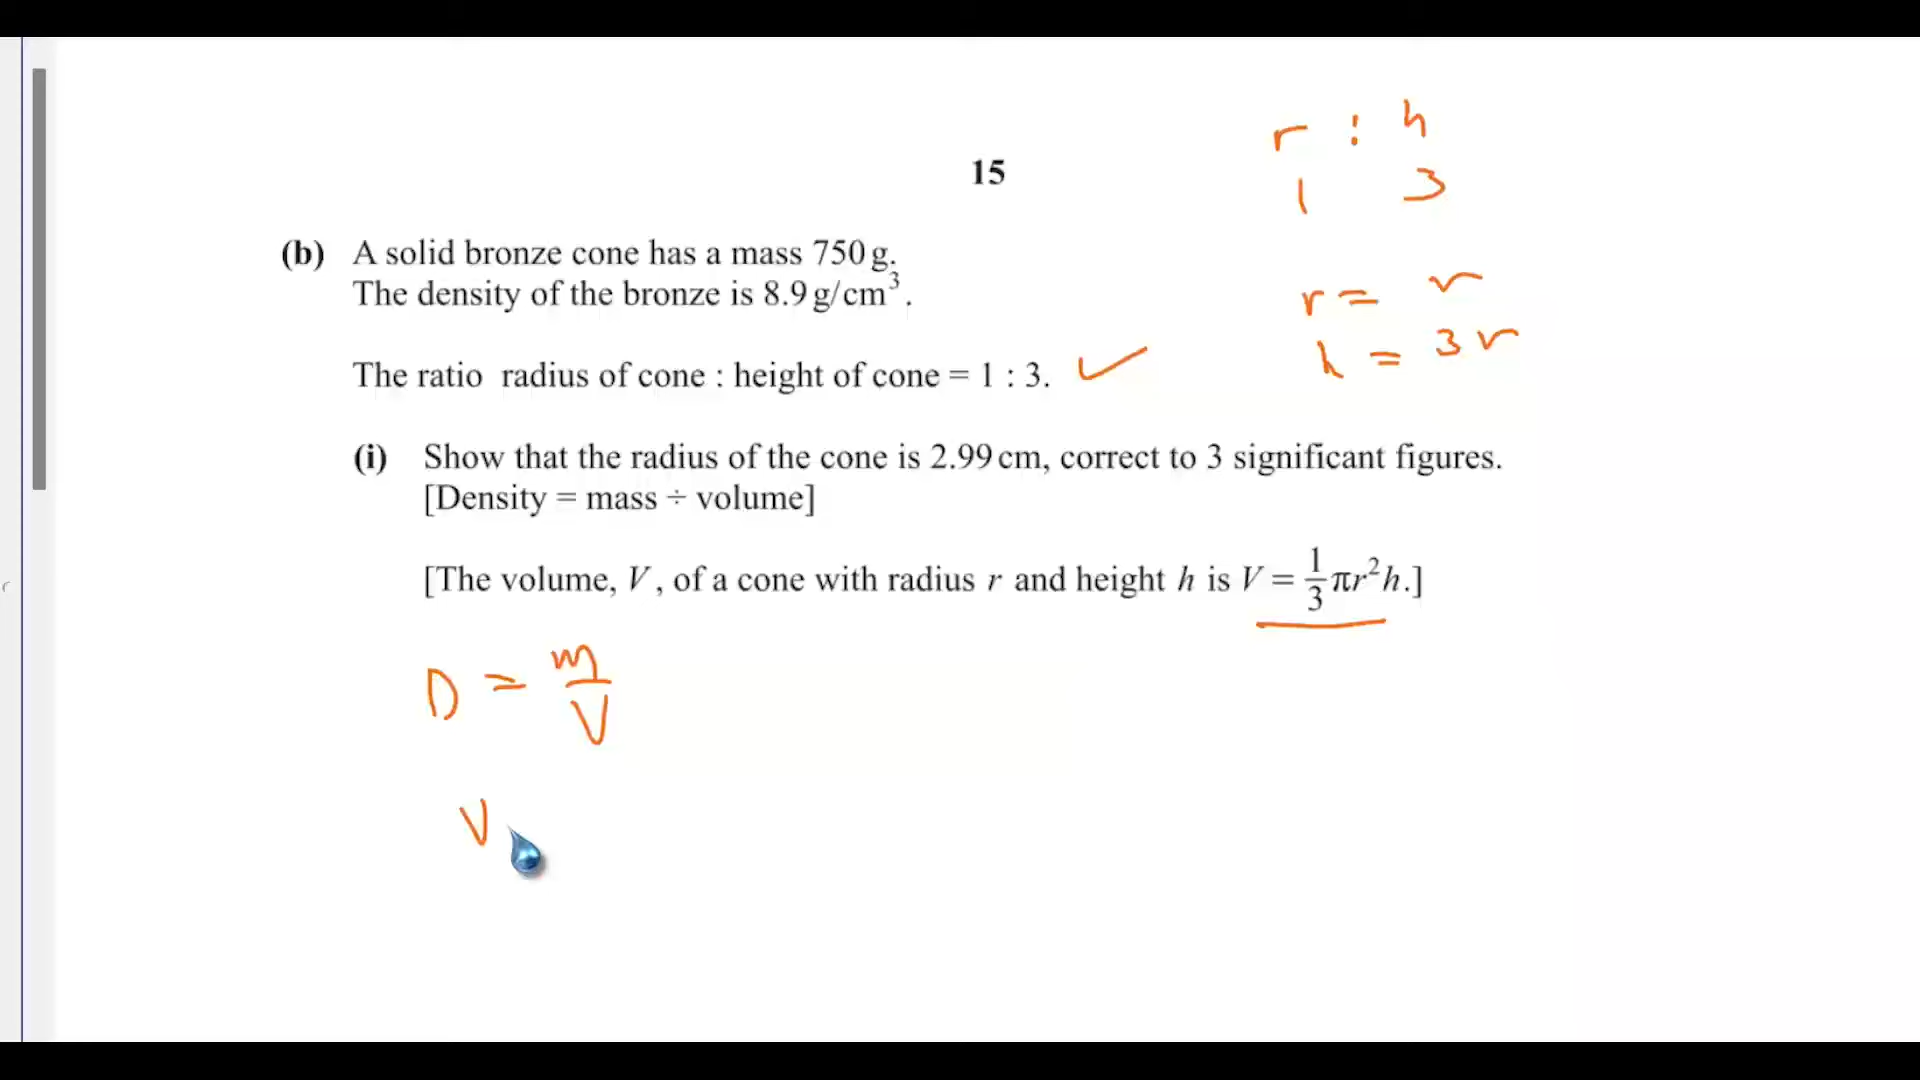 r : h
1 3
15
(b) A solid bronze cone has a mass 750 g.
The density of the bronze is 8.9 g/cm³.
r = r
h = 3r
The ratio radius of cone : height of cone = 1 : 3.
(i) Show that the radius of the cone is 2.99 cm, correct to 3 significant figures.
[Density = mass ÷ volume]
[The volume, V, of a cone with radius r and height h is V = 1/3 πr²h.]
D = m/V
V